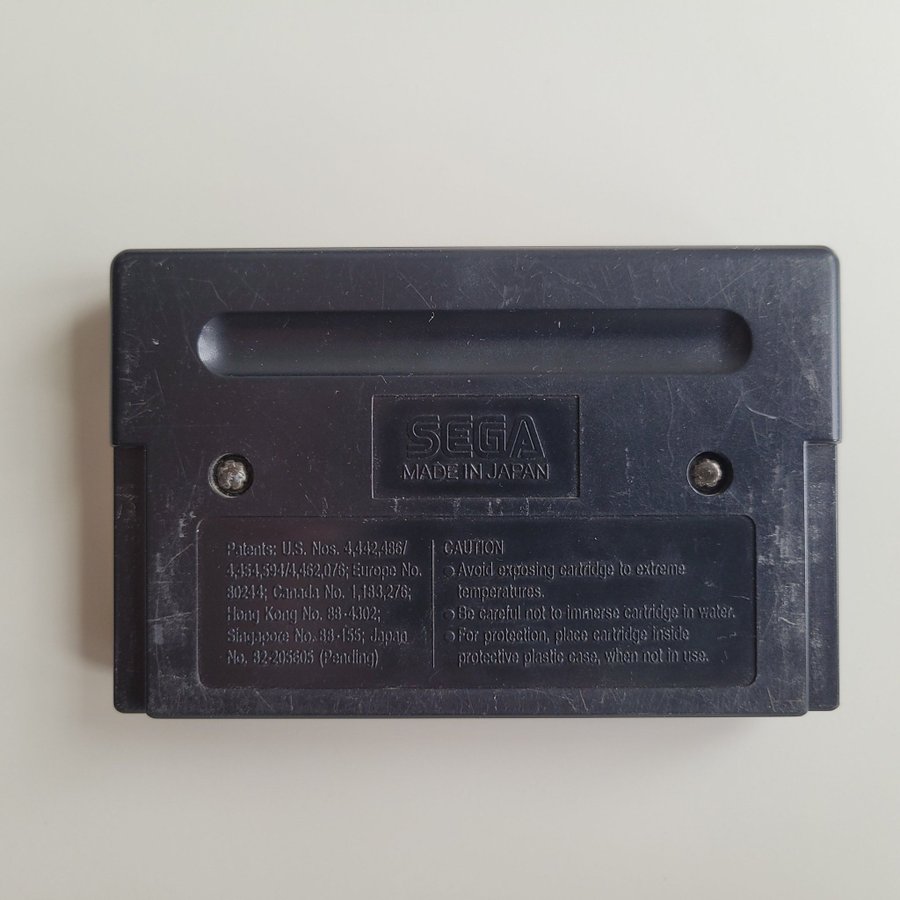 SEGA
MADE IN JAPAN
Patents: U.S. Nos. 4,442,486/
4,454,594/4,462,076; Europe No.
80244; Canada No. 1,183,276;
Hong Kong No. 88-4302;
Singapore No. 88-155; Japan
No. 82-205605 (Pending)
CAUTION
Avoid exposing cartridge to extreme
temperatures.
Be careful not to immerse cartridge in water.
For protection, place cartridge inside
protective plastic case, when not in use.